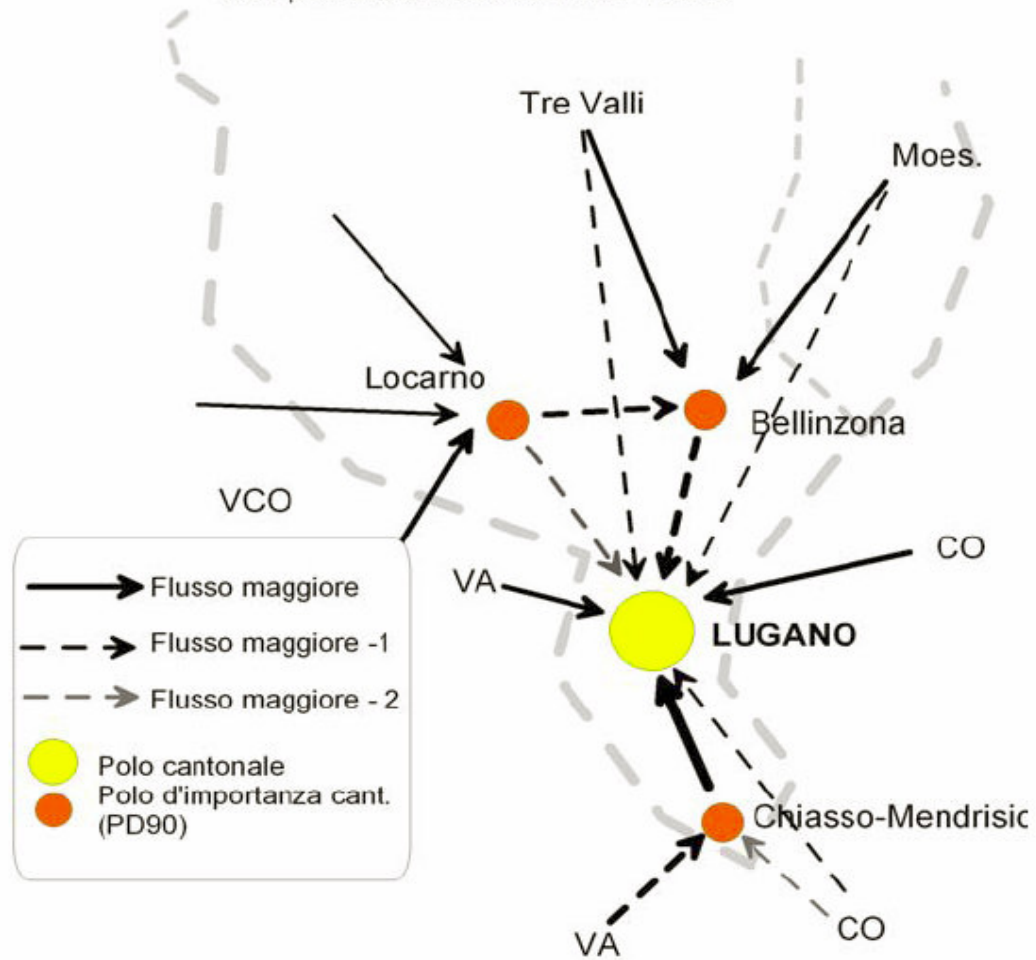 Tre Valli
Moes.
Locarno
Bellinzona
VCO
CO
VA
LUGANO
Flusso maggiore
Flusso maggiore -1
Flusso maggiore - 2
Polo cantonale
Polo d'importanza cant.
(PD90)
Chiasso-Mendrisic
VA
CO